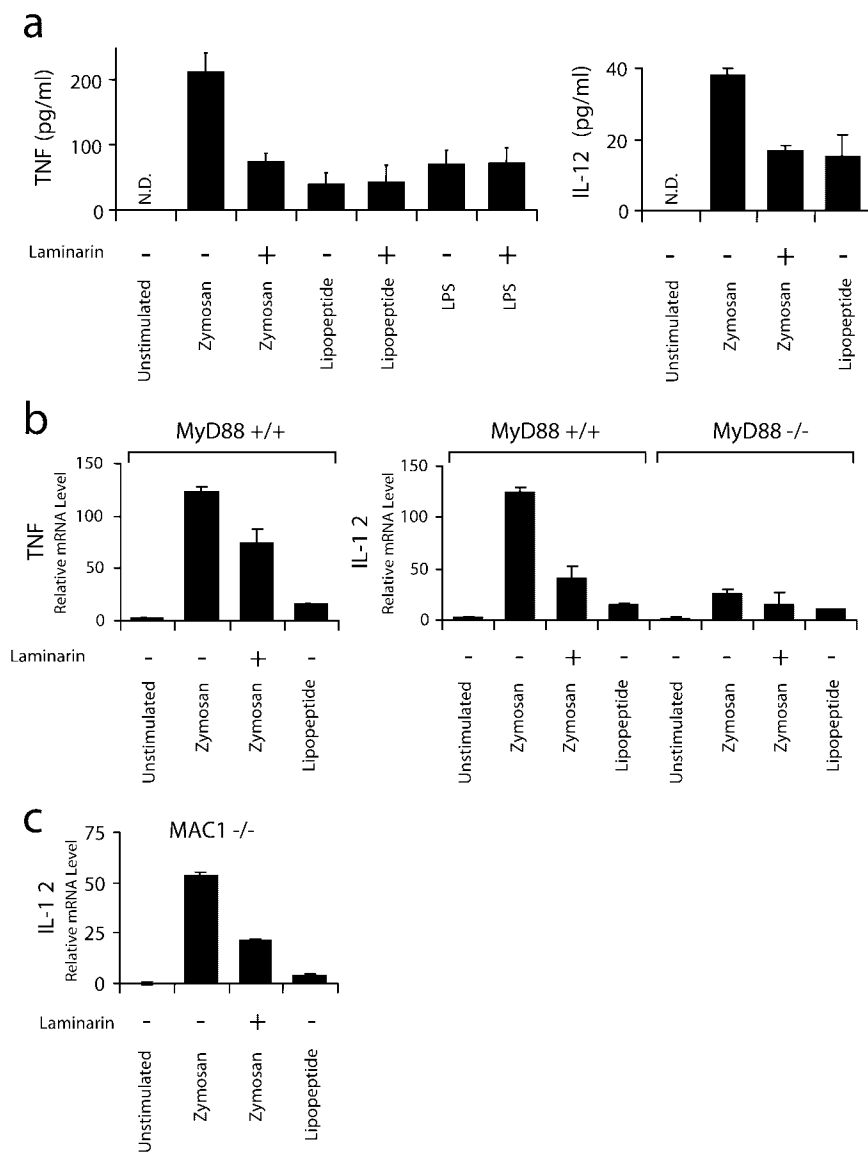 a
TNF (pg/ml)
200
100
0
N.D.
Laminarin - - + - + - +
Unstimulated
Zymosan
Zymosan
Lipopeptide
Lipopeptide
LPS
LPS
IL-12 (pg/ml)
40
20
0
N.D.
- - + -
Unstimulated
Zymosan
Zymosan
Lipopeptide
b
MyD88 +/+
TNF
Relative mRNA Level
150
100
50
0
Laminarin - - + -
Unstimulated
Zymosan
Zymosan
Lipopeptide
MyD88 +/+ MyD88 -/-
IL-1 2
Relative mRNA Level
150
100
50
0
- - + - - - + -
Unstimulated
Zymosan
Zymosan
Lipopeptide
Unstimulated
Zymosan
Zymosan
Lipopeptide
c
MAC1 -/-
IL-1 2
Relative mRNA Level
75
50
25
0
Laminarin - - + -
Unstimulated
Zymosan
Zymosan
Lipopeptide